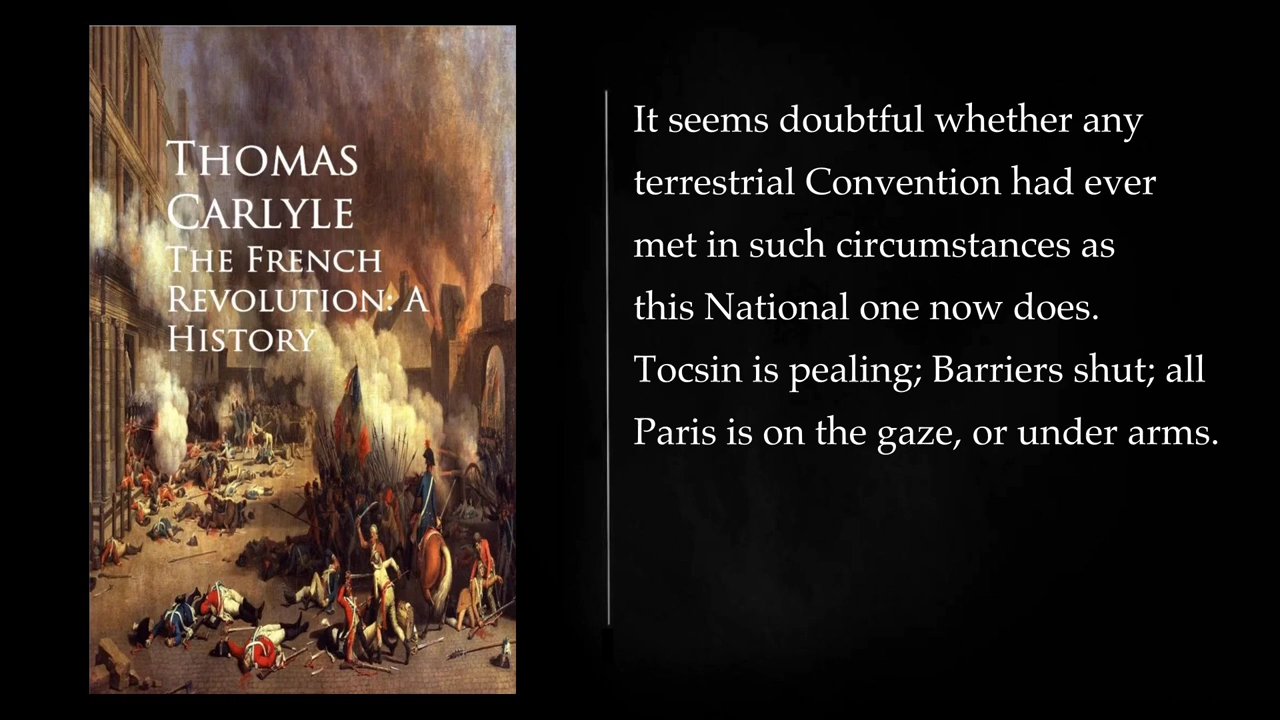 THOMAS
CARLYLE
THE FRENCH
REVOLUTION: A
HISTORY
It seems doubtful whether any
terrestrial Convention had ever
met in such circumstances as
this National one now does.
Tocsin is pealing; Barriers shut; all
Paris is on the gaze, or under arms.